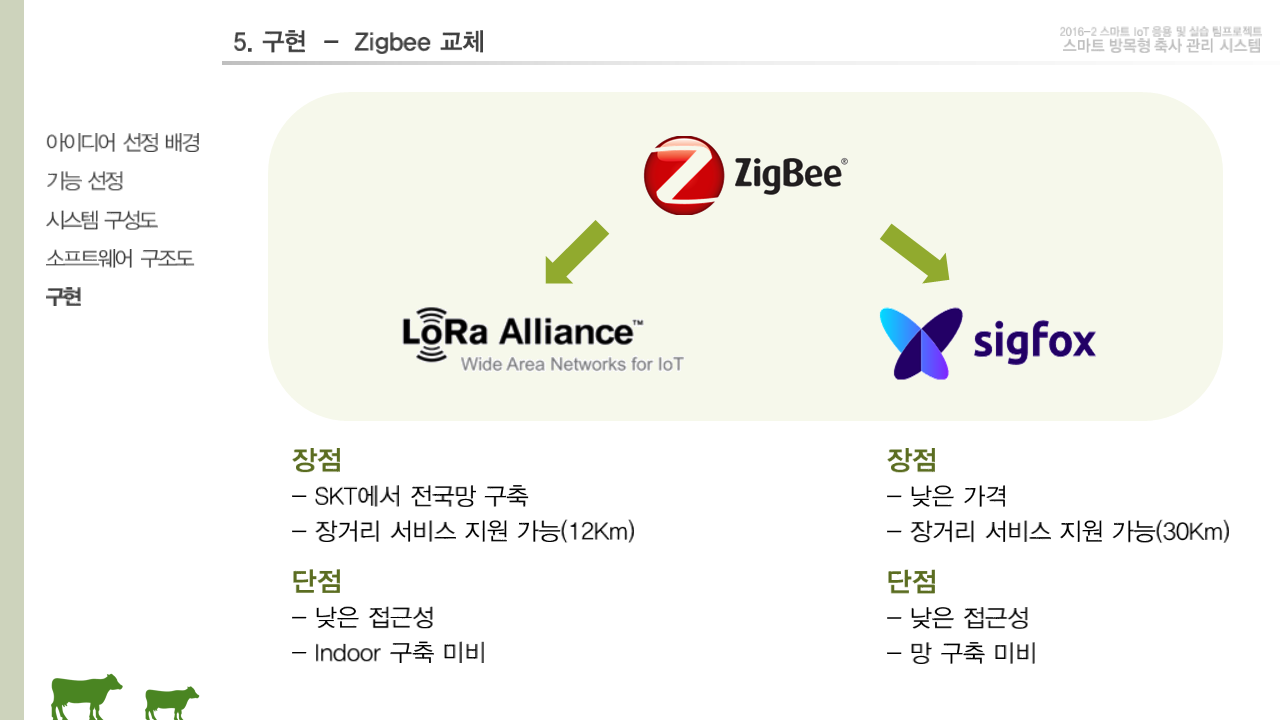 5. 구현 - Zigbee 교체
2016-2 스마트 IoT 응용 및 실습 팀프로젝트
스마트 방목형 축사 관리 시스템
아이디어 선정 배경
기능 선정
시스템 구성도
소프트웨어 구조도
구현
ZigBee®
LoRa Alliance™
Wide Area Networks for IoT
sigfox
장점
- SKT에서 전국망 구축
- 장거리 서비스 지원 가능(12Km)
단점
- 낮은 접근성
- Indoor 구축 미비
장점
- 낮은 가격
- 장거리 서비스 지원 가능(30Km)
단점
- 낮은 접근성
- 망 구축 미비